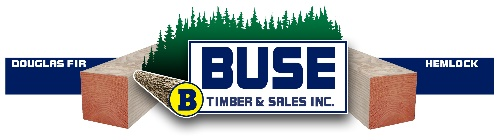 DOUGLAS FIR
BUSE
HEMLOCK
B
TIMBER & SALES INC.